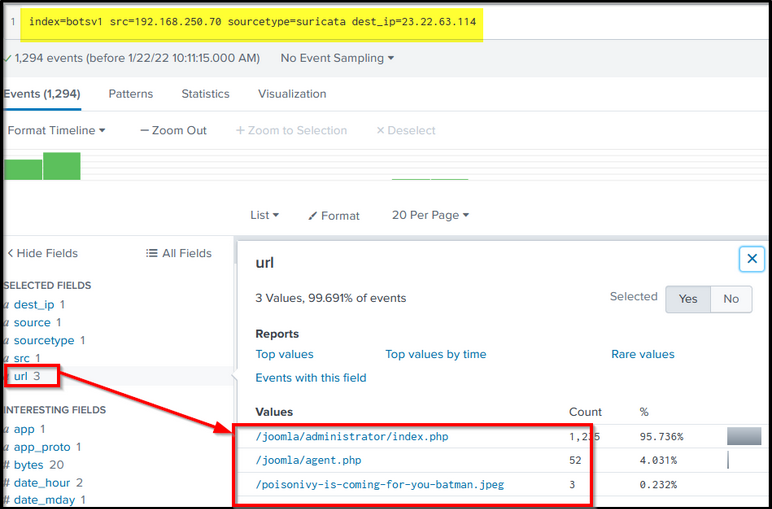 1 index=botsv1 src=192.168.250.70 sourcetype=suricata dest_ip=23.22.63.114
✓ 1,294 events (before 1/22/22 10:11:15.000 AM) No Event Sampling
Events (1,294) Patterns Statistics Visualization
Format Timeline — Zoom Out + Zoom to Selection × Deselect
List Format 20 Per Page
< Hide Fields All Fields
SELECTED FIELDS
a dest_ip 1
a source 1
a sourcetype 1
a src 1
url 3
INTERESTING FIELDS
a app 1
a app_proto 1
# bytes 20
# date_hour 2
# date_mday 1
url
3 Values, 99.691% of events Selected Yes No
Reports
Top values Top values by time Rare values
Events with this field
Values Count %
/joomla/administrator/index.php 1,235 95.736%
/joomla/agent.php 52 4.031%
/poisonivy-is-coming-for-you-batman.jpeg 3 0.232%